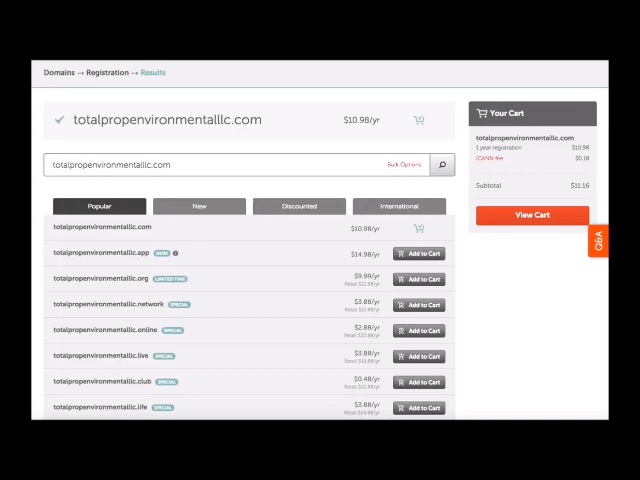 Domains → Registration → Results
totalpropenvironmentalllc.com $10.98/yr
totalpropenvironmentalllc.com Bulk Options
Popular New Discounted International
totalpropenvironmentalllc.com $10.98/yr
totalpropenvironmentalllc.app NEW! $14.98/yr Add to Cart
totalpropenvironmentalllc.org LIMITED TIME $9.99/yr Add to Cart
Retail $12.98/yr
totalpropenvironmentalllc.network SPECIAL $3.88/yr Add to Cart
totalpropenvironmentalllc.online SPECIAL $2.88/yr Add to Cart
totalpropenvironmentalllc.live SPECIAL $3.88/yr Add to Cart
totalpropenvironmentalllc.club SPECIAL $0.48/yr Add to Cart
totalpropenvironmentalllc.life SPECIAL $3.88/yr Add to Cart
Your Cart
totalpropenvironmentalllc.com
1 year registration $10.98
ICANN fee $0.18
Subtotal $11.16
View Cart
Q&A